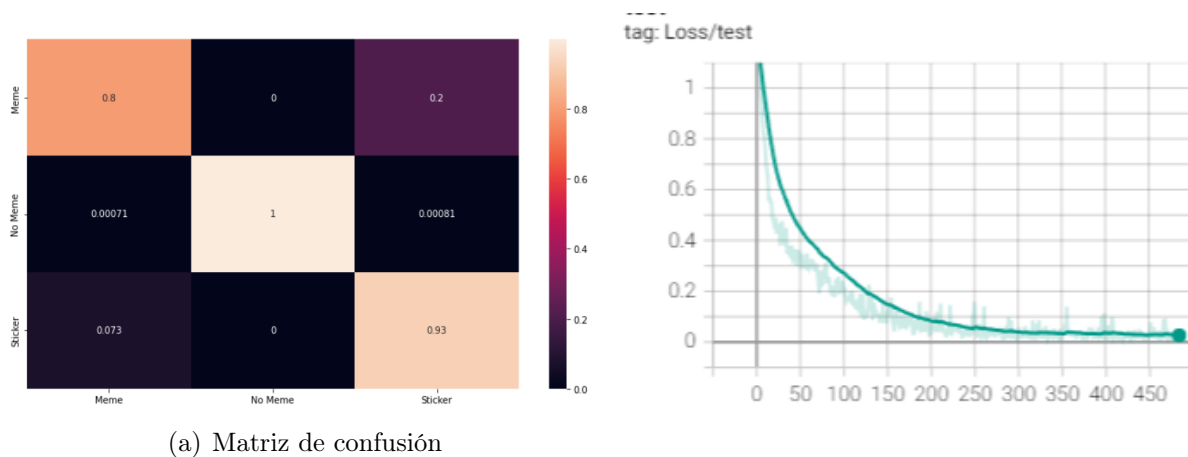 Meme
0.8
0
0.2
No Meme
0.00071
1
0.00081
Sticker
0.073
0
0.93
Meme
No Meme
Sticker
0.8
0.6
0.4
0.2
0.0
(a) Matriz de confusión
tag: Loss/test
1
0.8
0.6
0.4
0.2
0
0 50 100 150 200 250 300 350 400 450